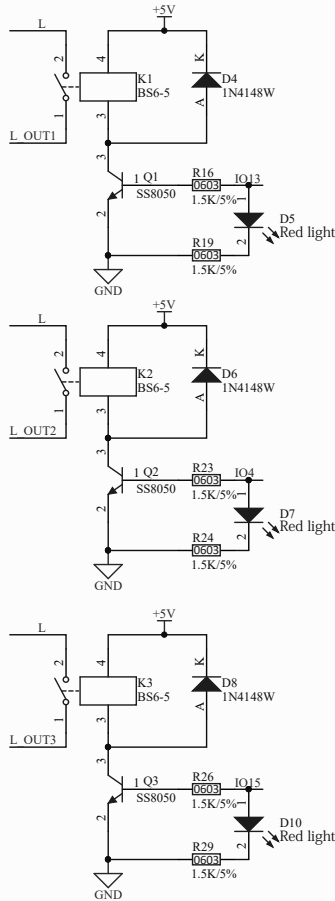 +5V
L
2
4
K
K1
BS6-5
D4
1N4148W
1
3
A
L_OUT1
3
1 Q1
SS8050
2
R16
0603
1.5K/5%
IO13
1
D5
Red light
2
R19
0603
1.5K/5%
GND
+5V
L
2
4
K
K2
BS6-5
D6
1N4148W
1
3
A
L_OUT2
3
1 Q2
SS8050
2
R23
0603
1.5K/5%
IO4
1
D7
Red light
2
R24
0603
1.5K/5%
GND
+5V
L
2
4
K
K3
BS6-5
D8
1N4148W
1
3
A
L_OUT3
3
1 Q3
SS8050
2
R26
0603
1.5K/5%
IO15
1
D10
Red light
2
R29
0603
1.5K/5%
GND